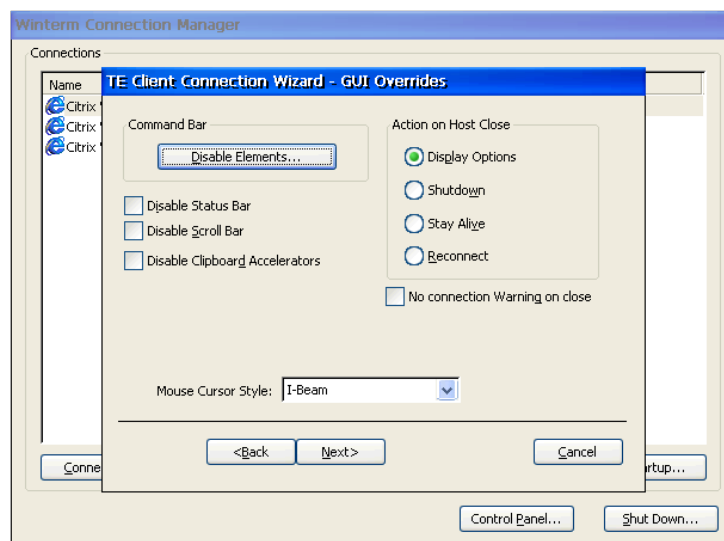 Winterm Connection Manager
Connections
Name
TE Client Connection Wizard - GUI Overrides
Citrix
Citrix
Citrix
Command Bar
Disable Elements...
Disable Status Bar
Disable Scroll Bar
Disable Clipboard Accelerators
Action on Host Close
Display Options
Shutdown
Stay Alive
Reconnect
No connection Warning on close
Mouse Cursor Style: I-Beam
<Back Next> Cancel
Conne
rtup...
Control Panel... Shut Down...